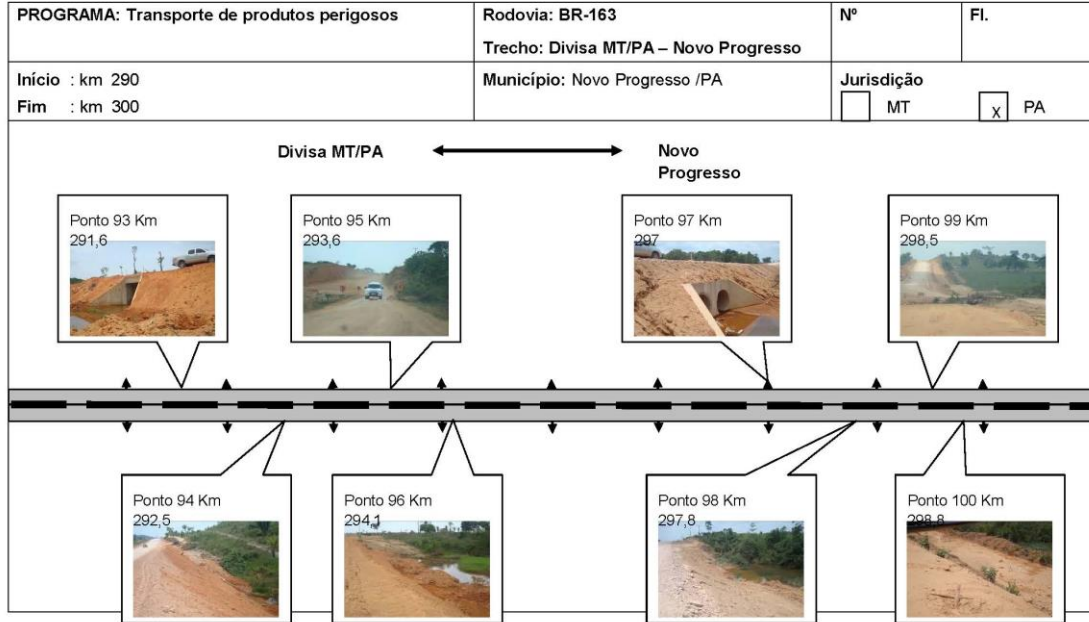 PROGRAMA: Transporte de produtos perigosos
Rodovia: BR-163
Trecho: Divisa MT/PA – Novo Progresso
Nº
Fl.
Início : km 290
Fim : km 300
Município: Novo Progresso /PA
Jurisdição
MT
x PA
Divisa MT/PA
Novo
Progresso
Ponto 93 Km
291,6
Ponto 95 Km
293,6
Ponto 97 Km
297
Ponto 99 Km
298,5
Ponto 94 Km
292,5
Ponto 96 Km
294,1
Ponto 98 Km
297,8
Ponto 100 Km
298,8